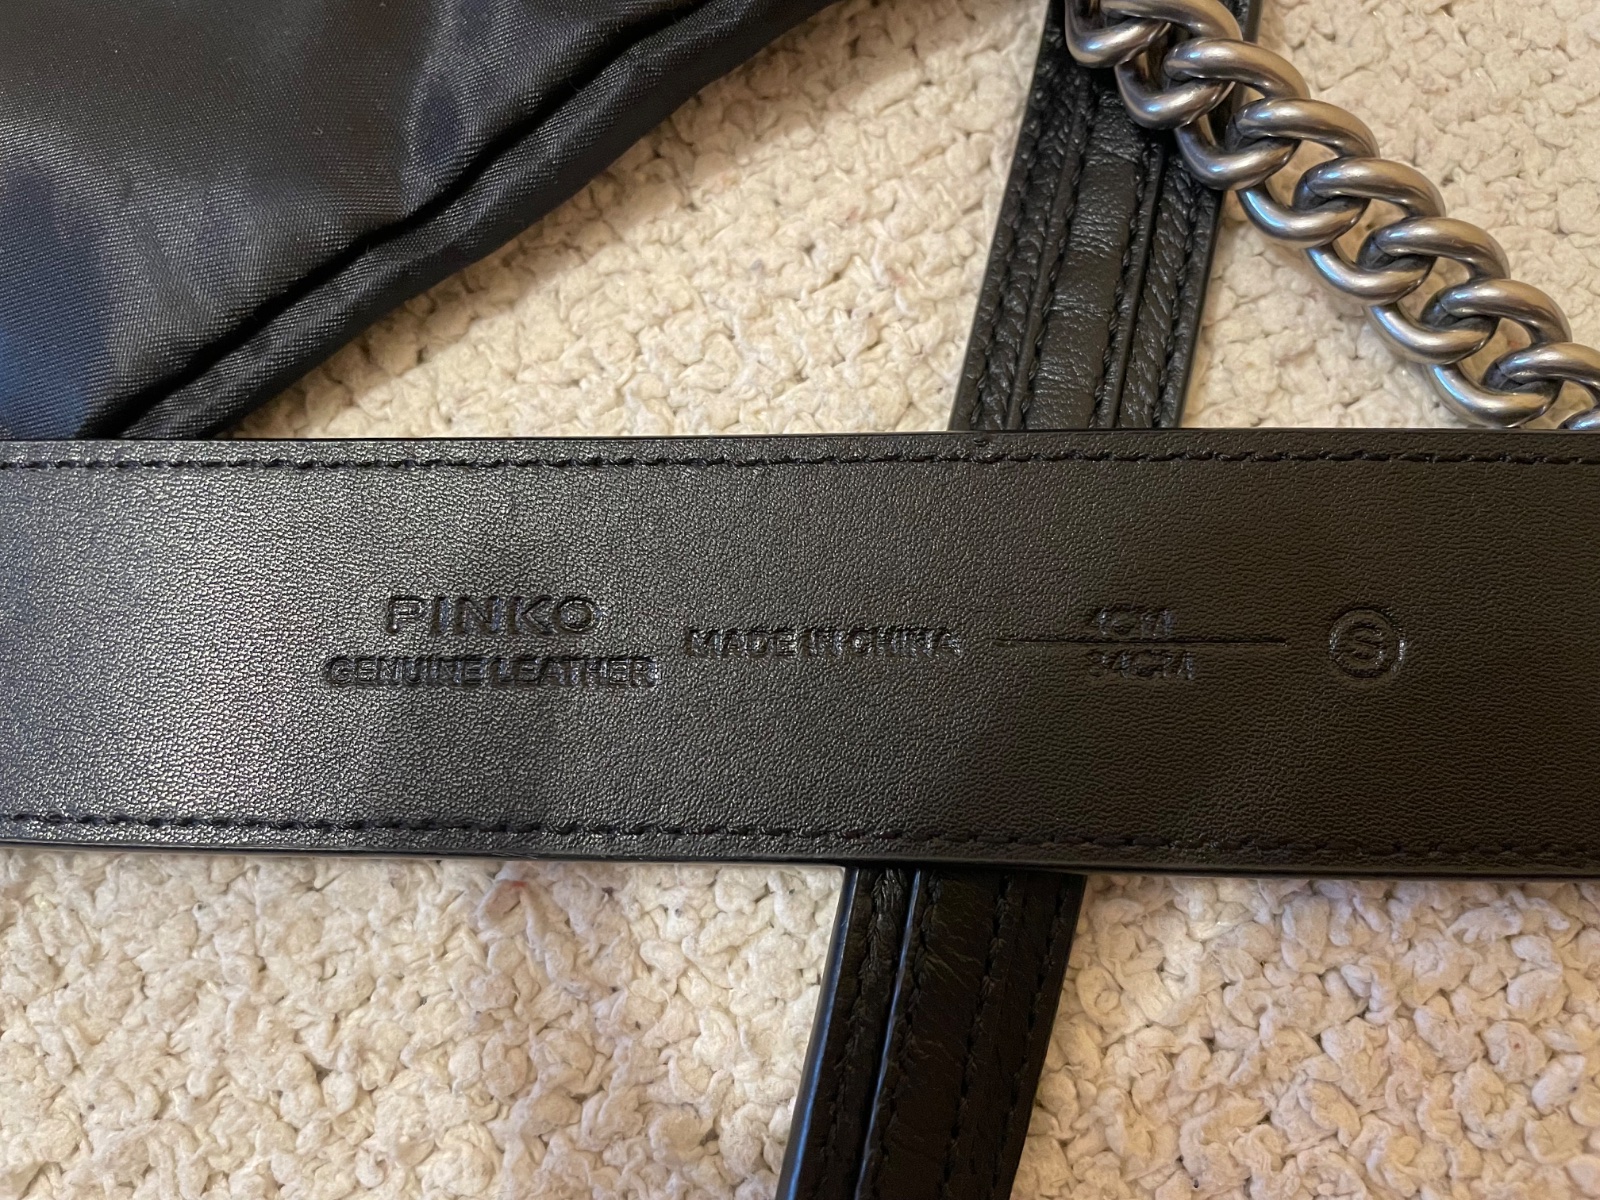 PINKO
GENUINE LEATHER
MADE IN CHINA
S